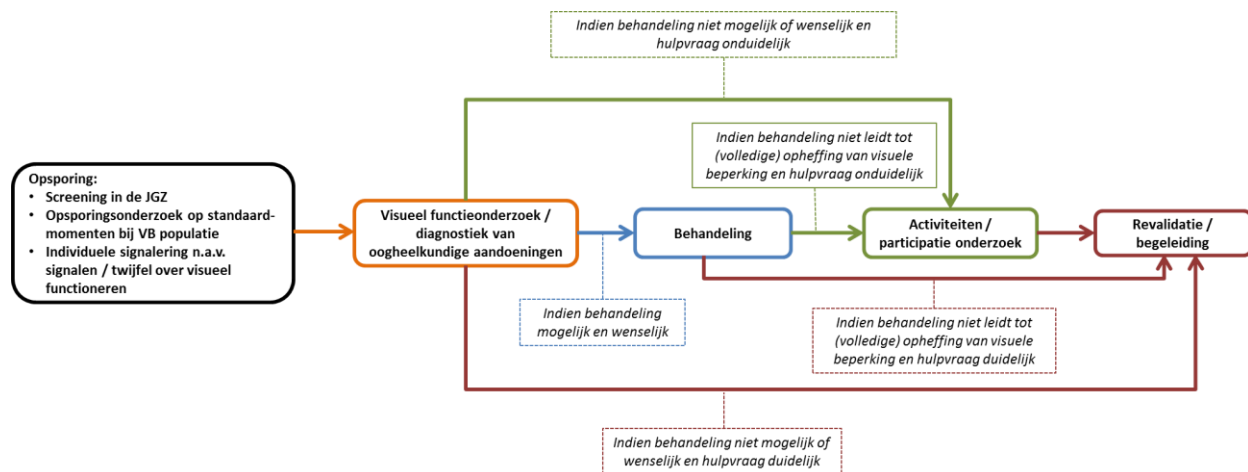 Indien behandeling niet mogelijk of wenselijk en
hulpvraag onduidelijk
Indien behandeling niet leidt tot
(volledige) opheffing van visuele
beperking en hulpvraag onduidelijk
Opsporing:
• Screening in de JGZ
• Opsporingsonderzoek op standaard-
momenten bij VB populatie
• Individuele signalering n.a.v.
signalen / twijfel over visueel
functioneren
Visueel functieonderzoek /
diagnostiek van
oogheelkundige aandoeningen
Behandeling
Activiteiten /
participatie onderzoek
Revalidatie /
begeleiding
Indien behandeling
mogelijk en wenselijk
Indien behandeling niet leidt tot
(volledige) opheffing van visuele
beperking en hulpvraag duidelijk
Indien behandeling niet mogelijk of
wenselijk en hulpvraag duidelijk